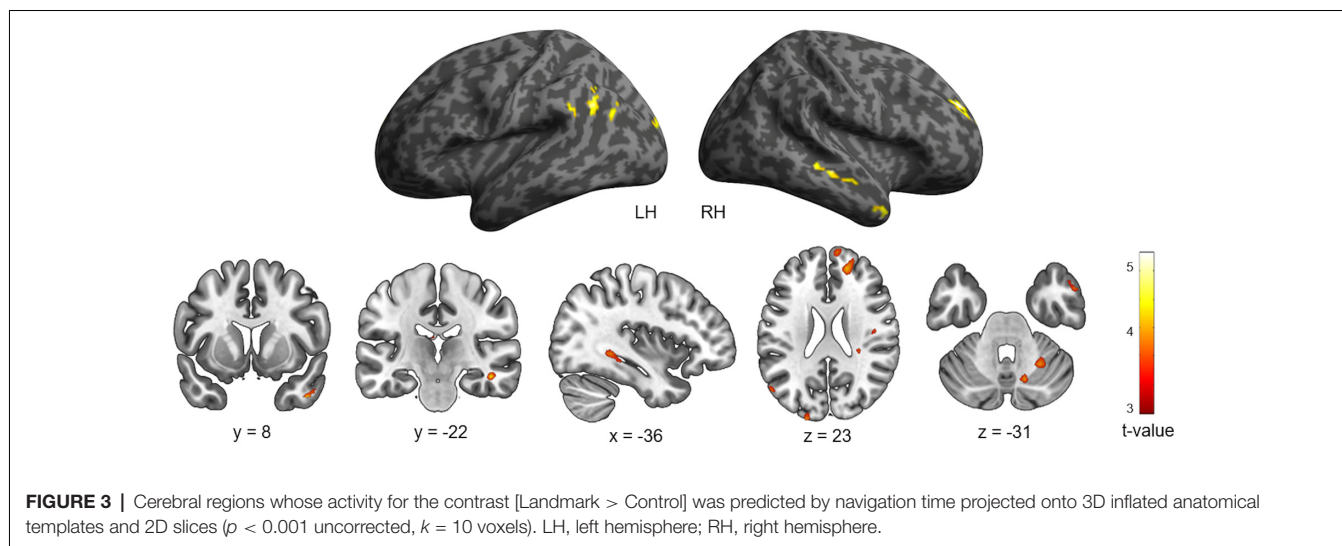 LH RH
5
4
3
t-value
y = 8 y = -22 x = -36 z = 23 z = -31
FIGURE 3 | Cerebral regions whose activity for the contrast [Landmark > Control] was predicted by navigation time projected onto 3D inflated anatomical
templates and 2D slices (p < 0.001 uncorrected, k = 10 voxels). LH, left hemisphere; RH, right hemisphere.